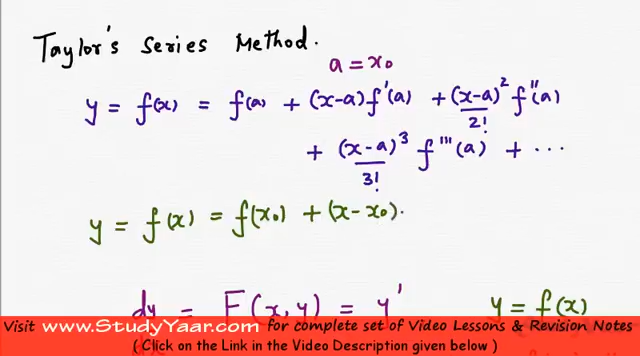 Taylor's Series Method.
a = x₀
y = f(x) = f(a) + (x-a) f'(a) + (x-a)²/2! f''(a)
+ (x-a)³/3! f'''(a) + ...
y = f(x) = f(x₀) + (x-x₀).
dy = F(x,y) = y' y = f(x)
Visit www.StudyYaar.com for complete set of Video Lessons & Revision Notes
( Click on the Link in the Video Description given below )